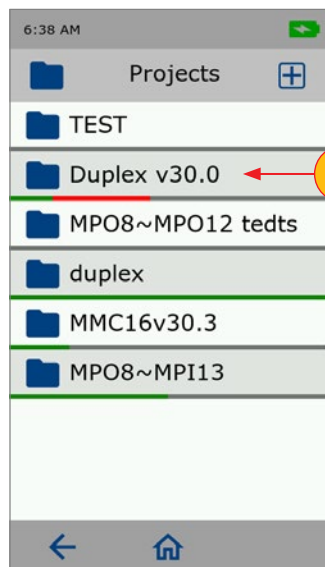 6:38 AM
Projects
TEST
Duplex v30.0
MPO8~MPO12 tedts
duplex
MMC16v30.3
MPO8~MPI13